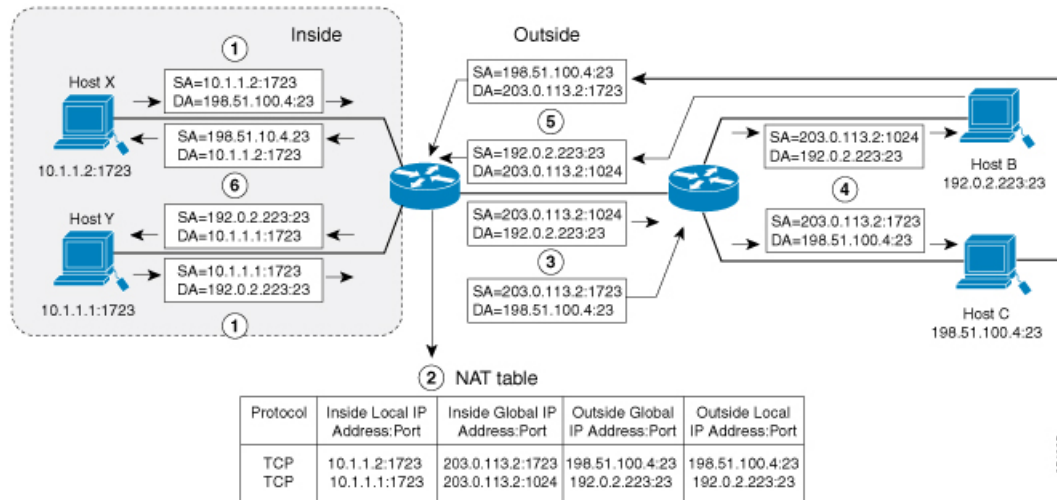 Inside
Outside
1
Host X
SA=10.1.1.2:1723
DA=198.51.100.4:23
SA=198.51.10.4.23
DA=10.1.1.2:1723
10.1.1.2:1723
6
Host Y
SA=192.0.2.223:23
DA=10.1.1.1:1723
SA=10.1.1.1:1723
DA=192.0.2.223:23
10.1.1.1:1723
1
SA=198.51.100.4:23
DA=203.0.113.2:1723
5
SA=192.0.2.223:23
DA=203.0.113.2:1024
SA=203.0.113.2:1024
DA=192.0.2.223:23
3
SA=203.0.113.2:1723
DA=198.51.100.4:23
SA=203.0.113.2:1024
DA=192.0.2.223:23
4
SA=203.0.113.2:1723
DA=198.51.100.4:23
Host B
192.0.2.223:23
Host C
198.51.100.4:23
2 NAT table
Protocol Inside Local IP Address:Port Inside Global IP Address:Port Outside Global IP Address:Port Outside Local IP Address:Port
TCP 10.1.1.2:1723 203.0.113.2:1723 198.51.100.4:23 198.51.100.4:23
TCP 10.1.1.1:1723 203.0.113.2:1024 192.0.2.223:23 192.0.2.223:23